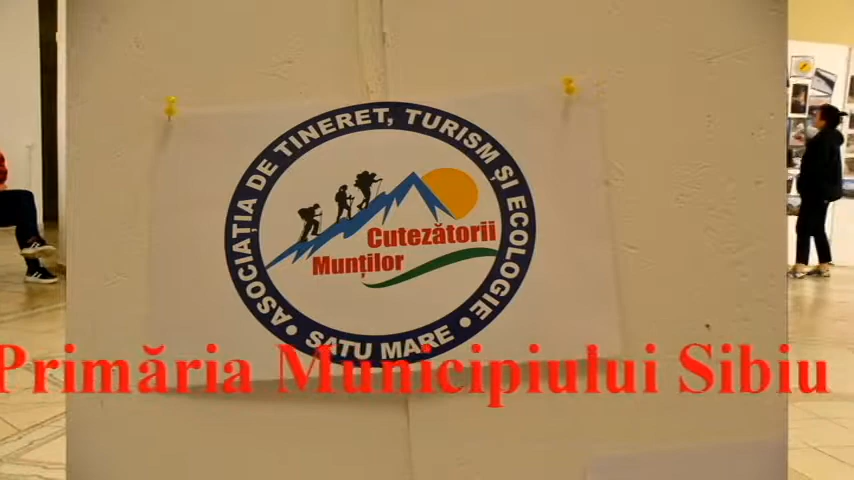 ASOCIAȚIA DE TINERET, TURISM ȘI ECOLOGIE
Cutezătorii
Munților
SATU MARE
Primăria Municipiului Sibiu